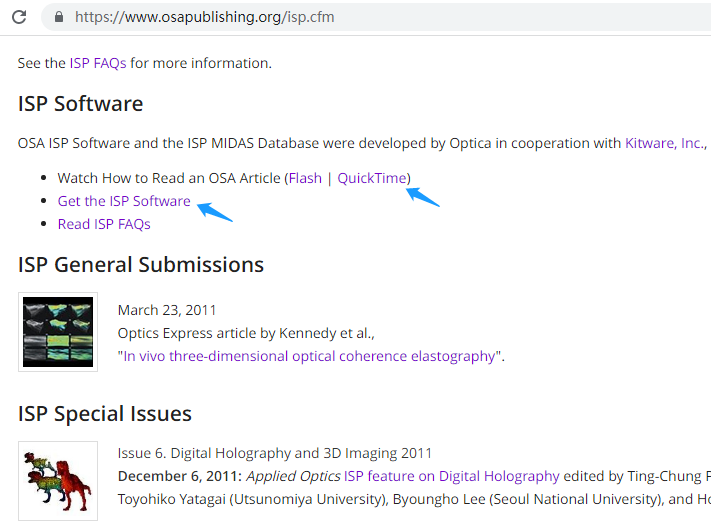 https://www.osapublishing.org/isp.cfm
See the ISP FAQs for more information.
ISP Software
OSA ISP Software and the ISP MIDAS Database were developed by Optica in cooperation with Kitware, Inc.,
• Watch How to Read an OSA Article (Flash | QuickTime)
• Get the ISP Software
• Read ISP FAQs
ISP General Submissions
March 23, 2011
Optics Express article by Kennedy et al.,
"In vivo three-dimensional optical coherence elastography".
ISP Special Issues
Issue 6. Digital Holography and 3D Imaging 2011
December 6, 2011: Applied Optics ISP feature on Digital Holography edited by Ting-Chung
Toyohiko Yatagai (Utsunomiya University), Byoungho Lee (Seoul National University), and